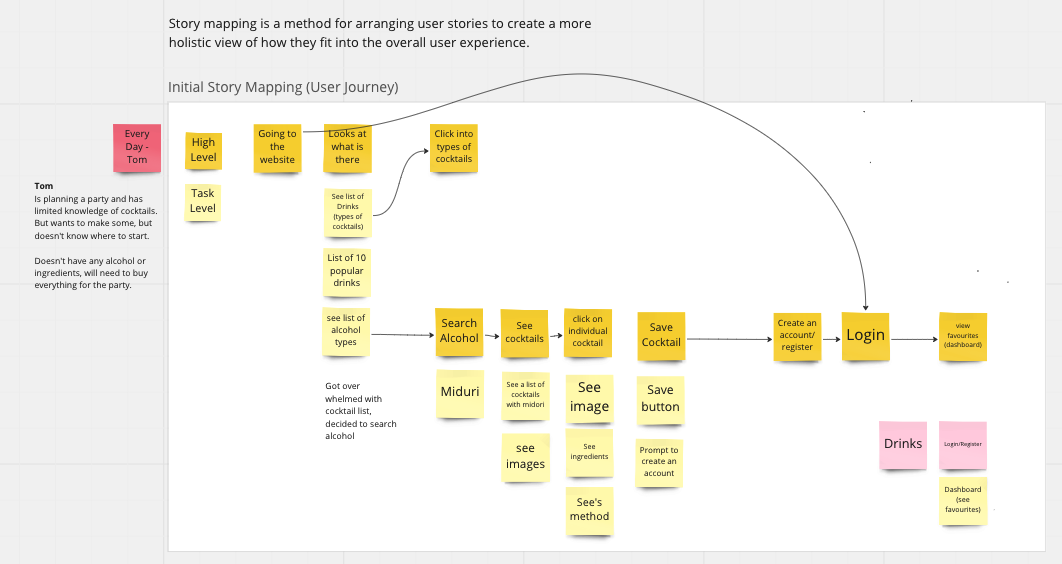 Story mapping is a method for arranging user stories to create a more
holistic view of how they fit into the overall user experience.
Initial Story Mapping (User Journey)
Every
Day -
Tom
High
Level
Going to
the
website
Looks at
what is
there
Click into
types of
cocktails
Tom
Is planning a party and has
limited knowledge of cocktails.
But wants to make some, but
doesn't know where to start.
Doesn't have any alcohol or
ingredients, will need to buy
everything for the party.
Task
Level
See list of
Drinks
(types of
cocktails)
List of 10
popular
drinks
see list of
alcohol
types
Search
Alcohol
See
cocktails
click on
individual
cocktail
Save
Cocktail
Create an
account/
register
Login
view
favourites
(dashboard)
Got over
whelmed with
cocktail list,
decided to search
alcohol
Miduri
See a list of
cocktails
with midori
See
image
Save
button
see
images
See
ingredients
Prompt to
create an
account
See's
method
Drinks
Login/Register
Dashboard
(see
favourites)